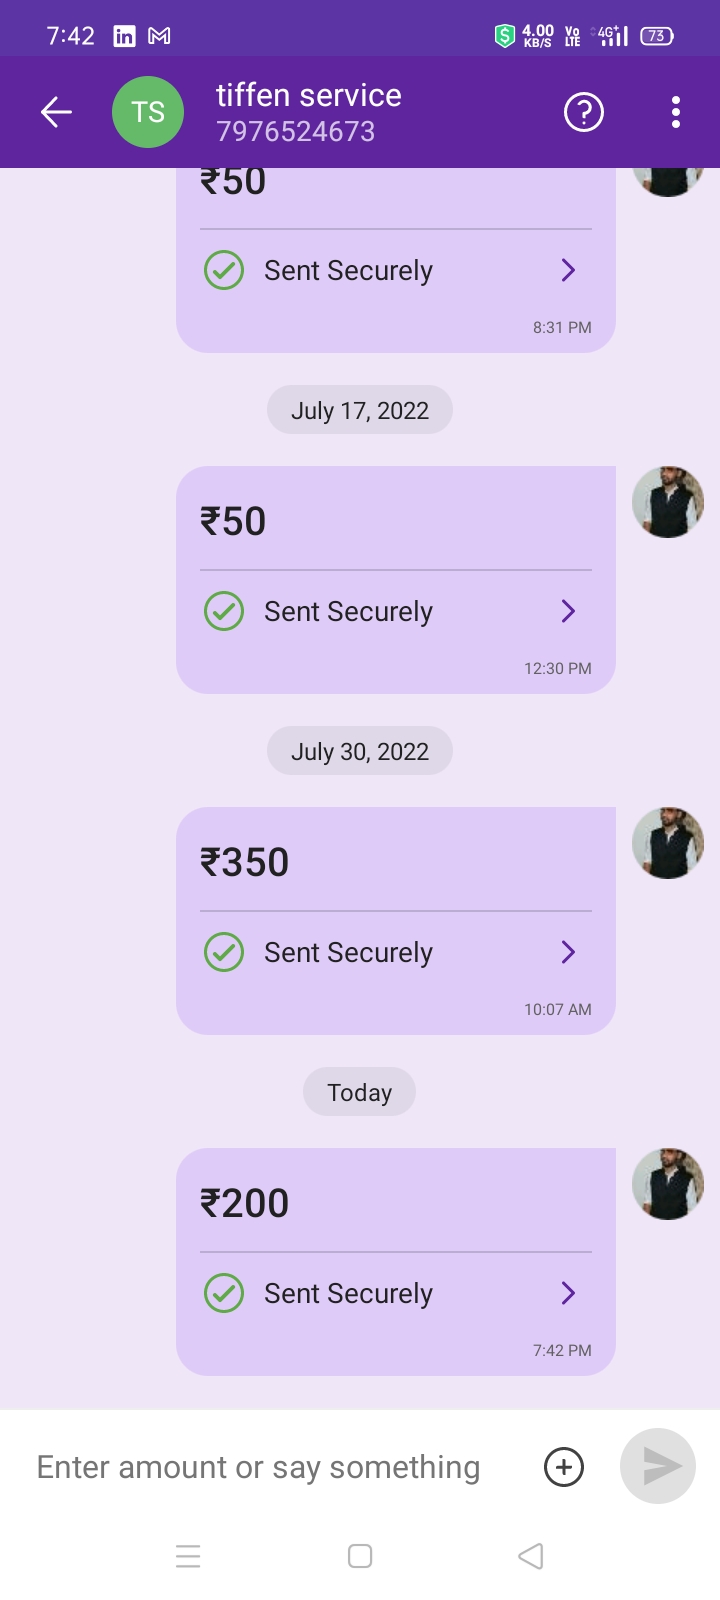 7:42 in M $ 4.00 KB/S Vo LTE 4G+ 73
TS tiffen service ?
7976524673
₹50
Sent Securely
8:31 PM
July 17, 2022
₹50
Sent Securely
12:30 PM
July 30, 2022
₹350
Sent Securely
10:07 AM
Today
₹200
Sent Securely
7:42 PM
Enter amount or say something